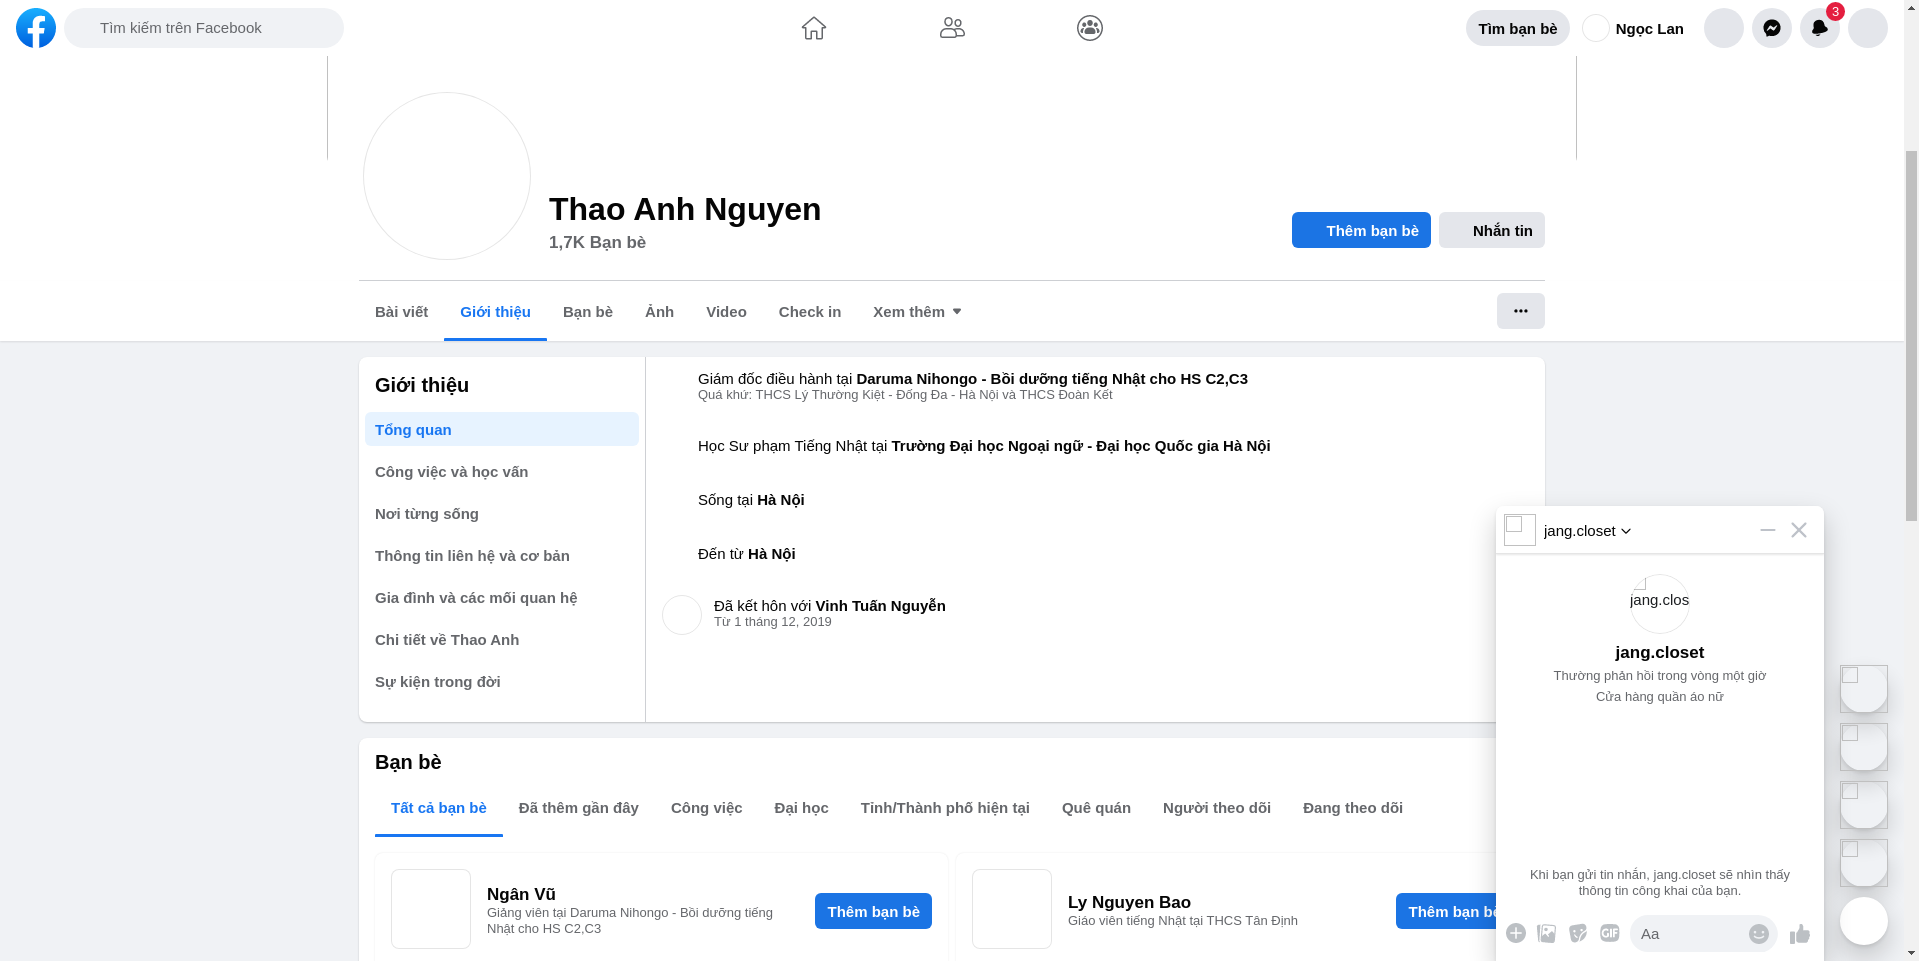 Tìm kiếm trên Facebook
Tìm bạn bè
Ngọc Lan
3
Thao Anh Nguyen
1,7K Bạn bè
Thêm bạn bè
Nhắn tin
Bài viết
Giới thiệu
Bạn bè
Ảnh
Video
Check in
Xem thêm
Giới thiệu
Tổng quan
Công việc và học vấn
Nơi từng sống
Thông tin liên hệ và cơ bản
Gia đình và các mối quan hệ
Chi tiết về Thao Anh
Sự kiện trong đời
Giám đốc điều hành tại Daruma Nihongo - Bồi dưỡng tiếng Nhật cho HS C2,C3
Quá khứ: THCS Lý Thường Kiệt - Đống Đa - Hà Nội và THCS Đoàn Kết
Học Sư phạm Tiếng Nhật tại Trường Đại học Ngoại ngữ - Đại học Quốc gia Hà Nội
Sống tại Hà Nội
Đến từ Hà Nội
Đã kết hôn với Vinh Tuấn Nguyễn
Từ 1 tháng 12, 2019
Bạn bè
Tất cả bạn bè
Đã thêm gần đây
Công việc
Đại học
Tỉnh/Thành phố hiện tại
Quê quán
Người theo dõi
Đang theo dõi
Ngân Vũ
Giảng viên tại Daruma Nihongo - Bồi dưỡng tiếng
Nhật cho HS C2,C3
Thêm bạn bè
Ly Nguyen Bao
Giáo viên tiếng Nhật tại THCS Tân Định
Thêm bạn bè
jang.closet
jang.clos
jang.closet
Thường phản hồi trong vòng một giờ
Cửa hàng quần áo nữ
Khi bạn gửi tin nhắn, jang.closet sẽ nhìn thấy
thông tin công khai của bạn.
GIF
Aa